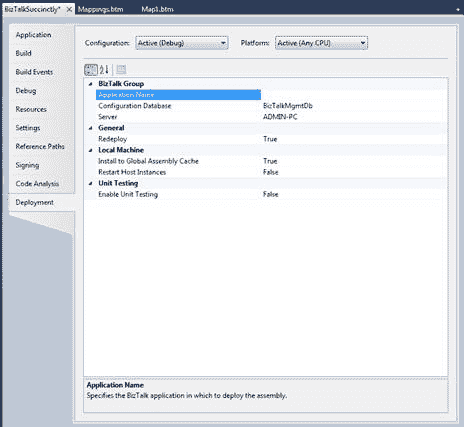 BizTalkSuccinctly* Mappings.btm Map1.btm
Application
Build
Build Events
Debug
Resources
Settings
Reference Paths
Signing
Code Analysis
Deployment
Configuration: Active (Debug) Platform: Active (Any CPU)
BizTalk Group
Application Name
Configuration Database BizTalkMgmtDb
Server ADMIN-PC
General
Redeploy True
Local Machine
Install to Global Assembly Cache True
Restart Host Instances False
Unit Testing
Enable Unit Testing False
Application Name
Specifies the BizTalk application in which to deploy the assembly.